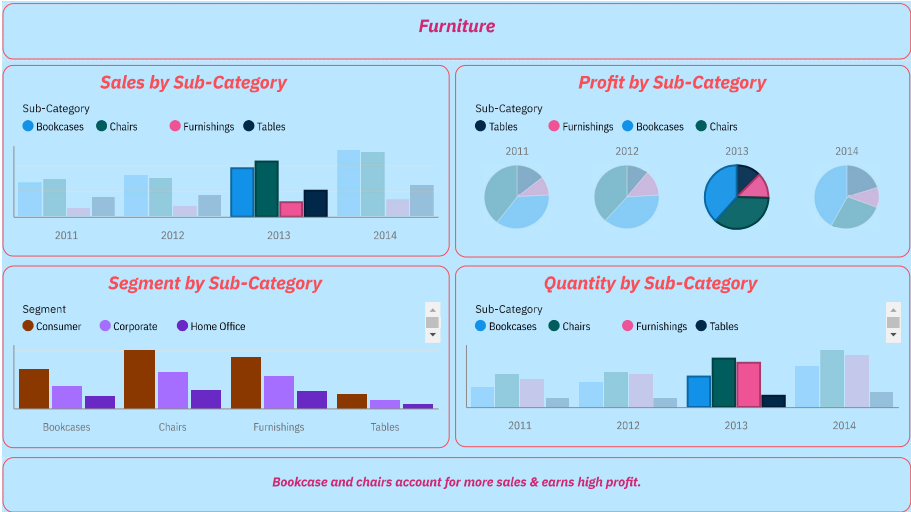 Furniture
Sales by Sub-Category
Sub-Category
Bookcases Chairs Furnishings Tables
2011 2012 2013 2014
Profit by Sub-Category
Sub-Category
Tables Furnishings Bookcases Chairs
2011 2012 2013 2014
Segment by Sub-Category
Segment
Consumer Corporate Home Office
Bookcases Chairs Furnishings Tables
Quantity by Sub-Category
Sub-Category
Bookcases Chairs Furnishings Tables
2011 2012 2013 2014
Bookcase and chairs account for more sales & earns high profit.